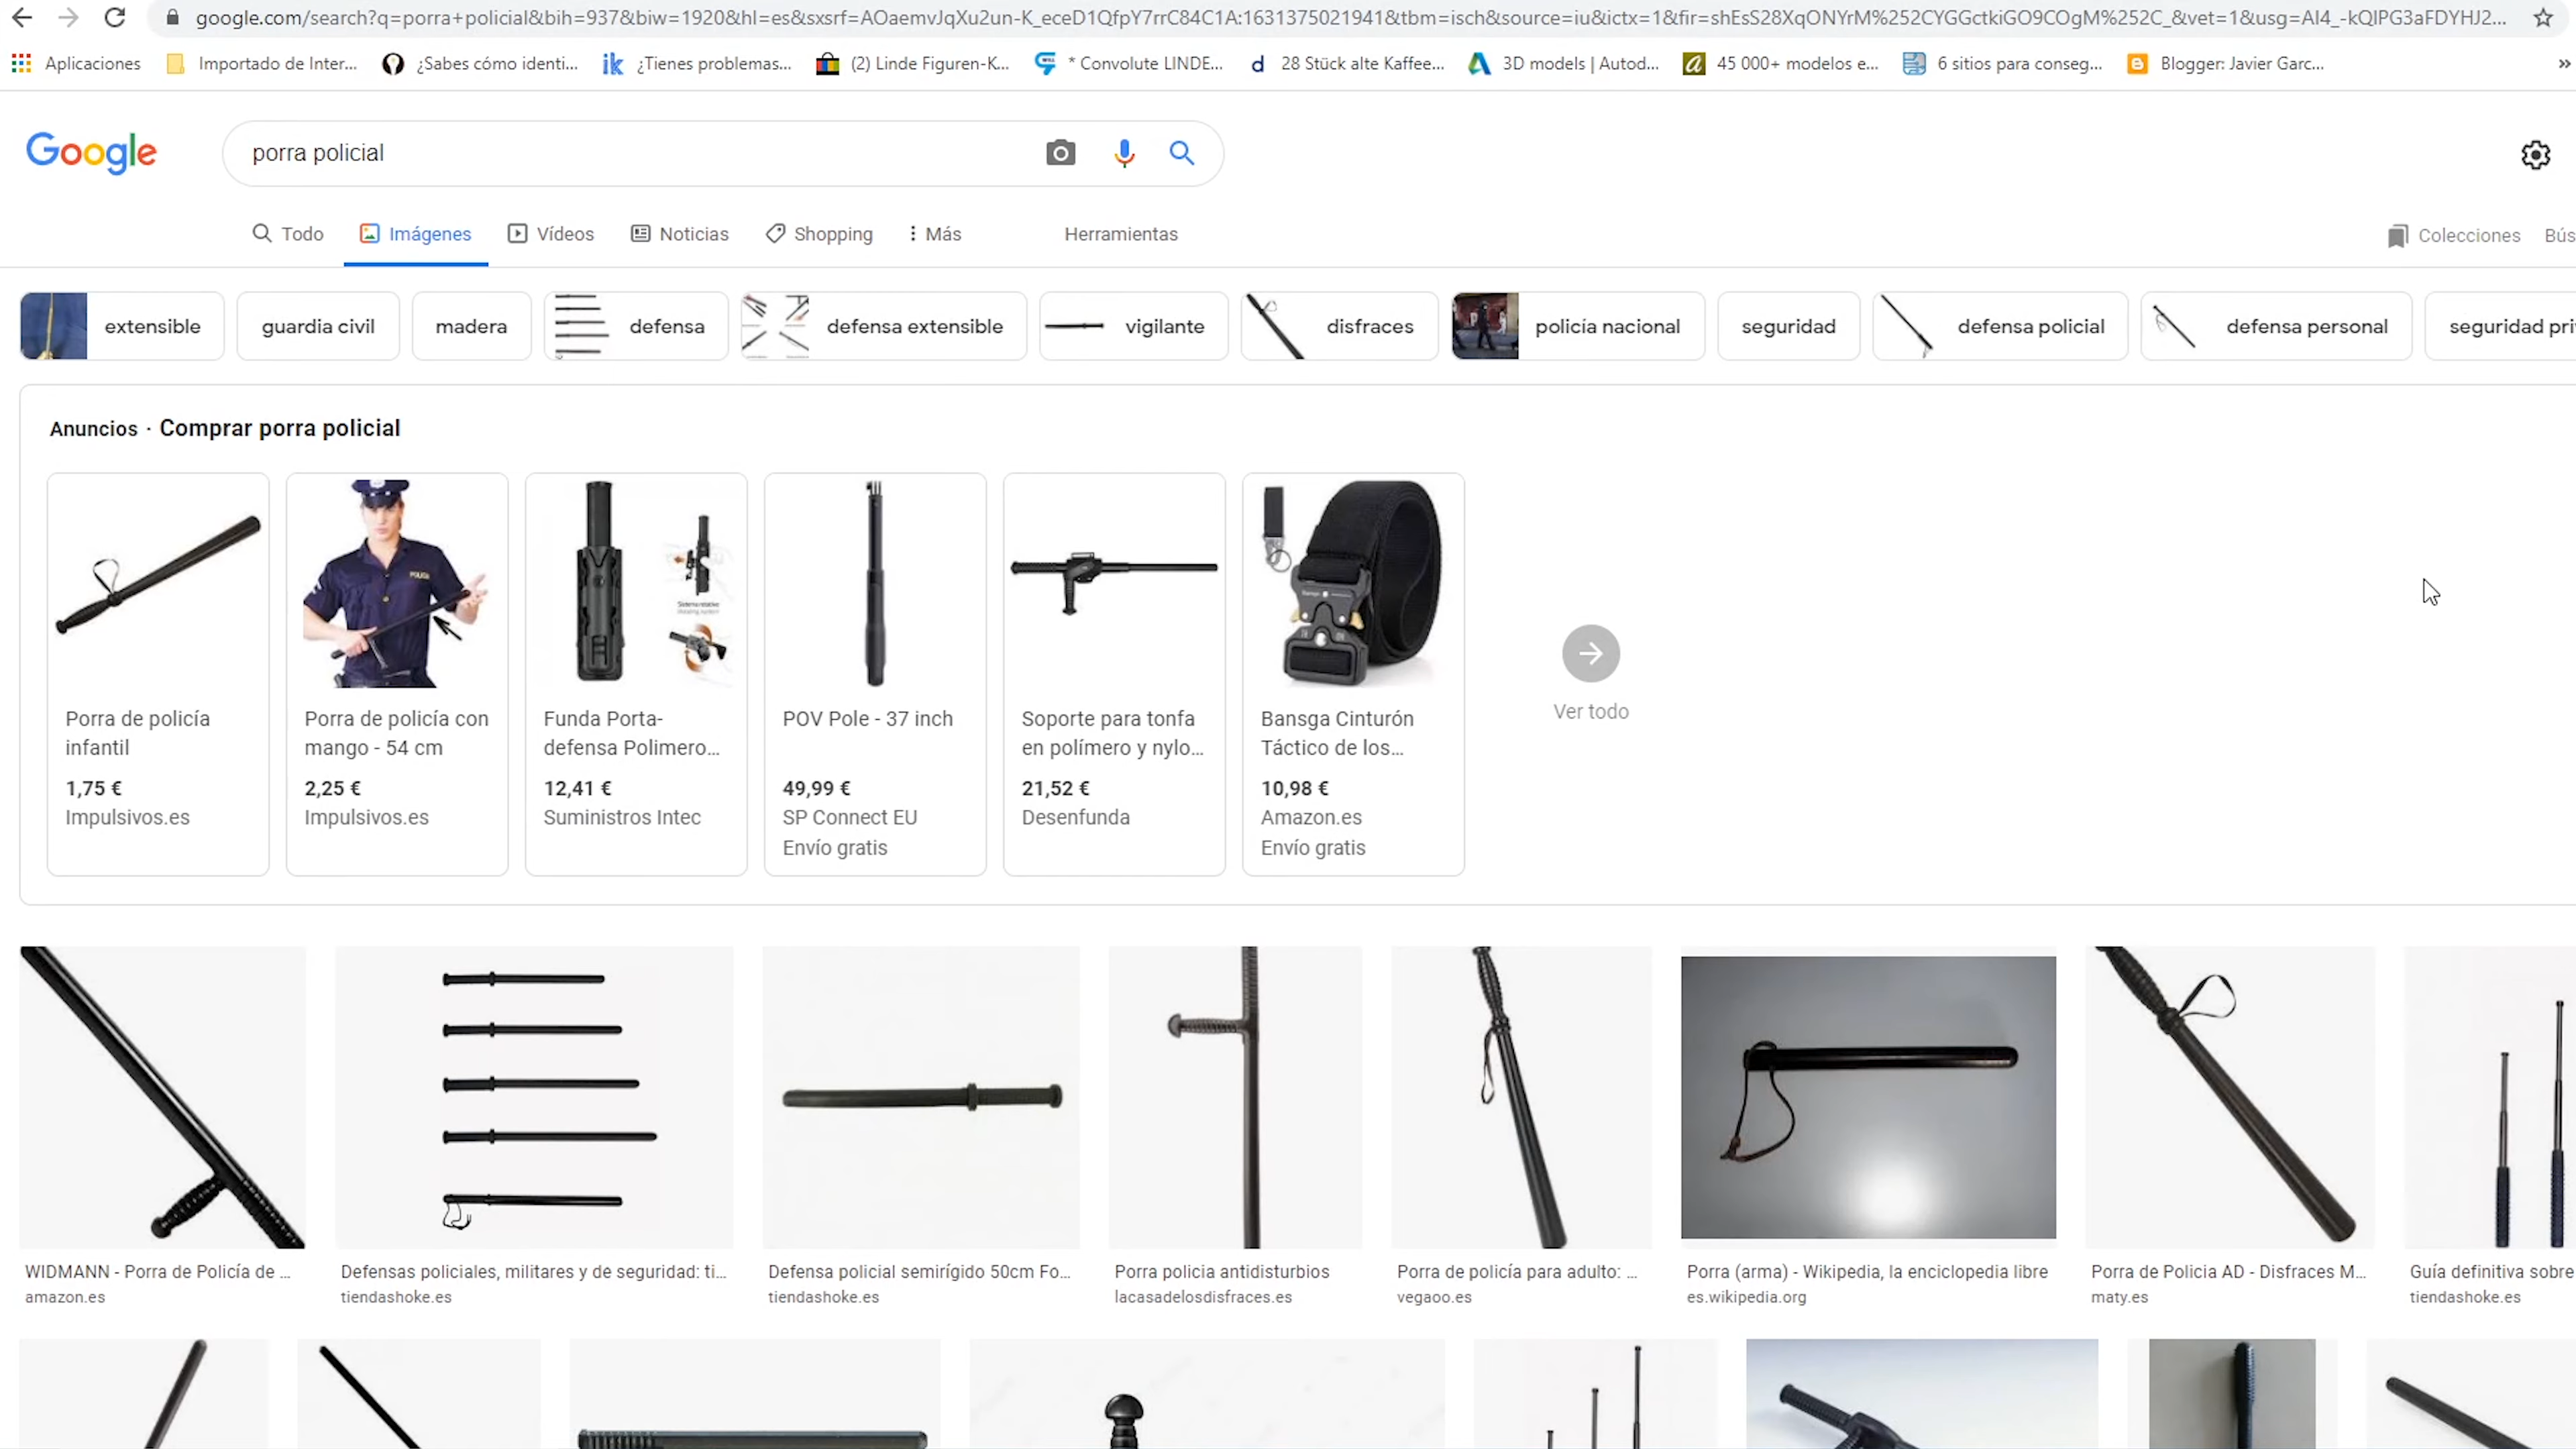 google.com/search?q=porra+policial&bih=937&biw=1920&hl=es&sxsrf=AOaemvJqXu2un-K_eceD1QfpY7rrC84C1A:1631375021941&tbm=isch&source=iu&ictx=1&fir=shEsS28XqONYrM%252CYGGctkiGO9COgM%252C_&vet=1&usg=AI4_-kQIPG3aFDYHJ2...
Aplicaciones
Importado de Inter...
¿Sabes cómo identi...
ik ¿Tienes problemas...
(2) Linde Figuren-K...
* Convolute LINDE...
d 28 Stück alte Kaffee...
3D models | Autod...
a 45 000+ modelos e...
6 sitios para conseg...
Blogger: Javier Garc...
»
Google
porra policial
Todo
Imágenes
Vídeos
Noticias
Shopping
Más
Herramientas
Colecciones
Bús
extensible
guardia civil
madera
defensa
defensa extensible
vigilante
disfraces
policía nacional
seguridad
defensa policial
defensa personal
seguridad pri
Anuncios · Comprar porra policial
Porra de policía
infantil
1,75 €
Impulsivos.es
Porra de policía con
mango - 54 cm
2,25 €
Impulsivos.es
Funda Porta-
defensa Polimero...
12,41 €
Suministros Intec
POV Pole - 37 inch
49,99 €
SP Connect EU
Envío gratis
Soporte para tonfa
en polímero y nylo...
21,52 €
Desenfunda
Bansga Cinturón
Táctico de los...
10,98 €
Amazon.es
Envío gratis
Ver todo
WIDMANN - Porra de Policía de ...
amazon.es
Defensas policiales, militares y de seguridad: ti...
tiendashoke.es
Defensa policial semirígido 50cm Fo...
tiendashoke.es
Porra policia antidisturbios
lacasadelosdisfraces.es
Porra de policía para adulto: ...
vegaoo.es
Porra (arma) - Wikipedia, la enciclopedia libre
es.wikipedia.org
Porra de Policia AD - Disfraces M...
maty.es
Guía definitiva sobre
tiendashoke.es